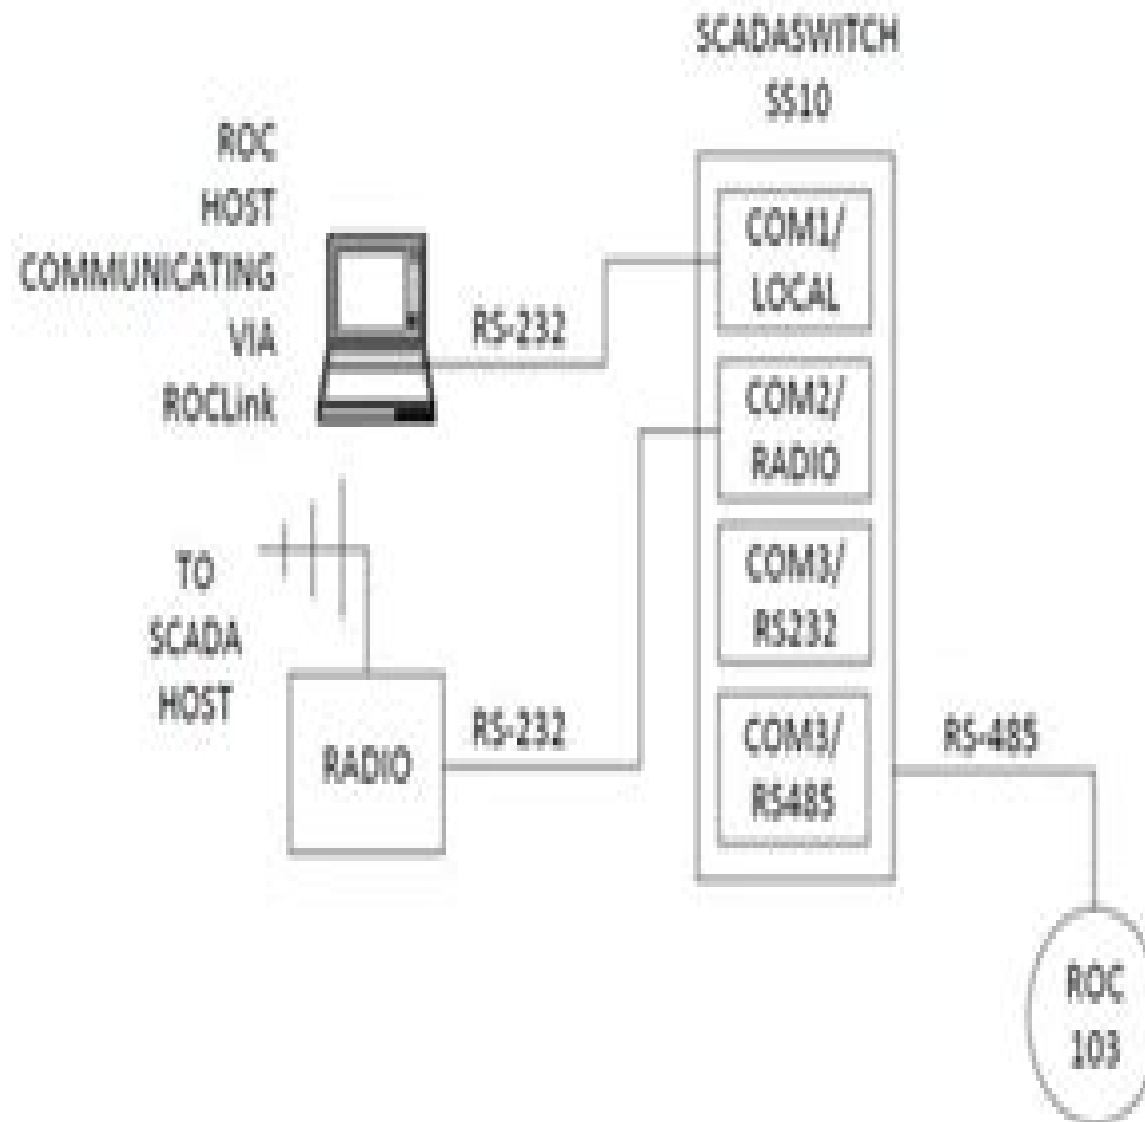 SCADASWITCH
SS10
ROC
HOST
COMMUNICATING
VIA
ROCLink
RS-232
COM1/
LOCAL
COM2/
RADIO
COM3/
RS232
COM3/
RS485
TO
SCADA
HOST
RADIO
RS-232
RS-485
ROC
103